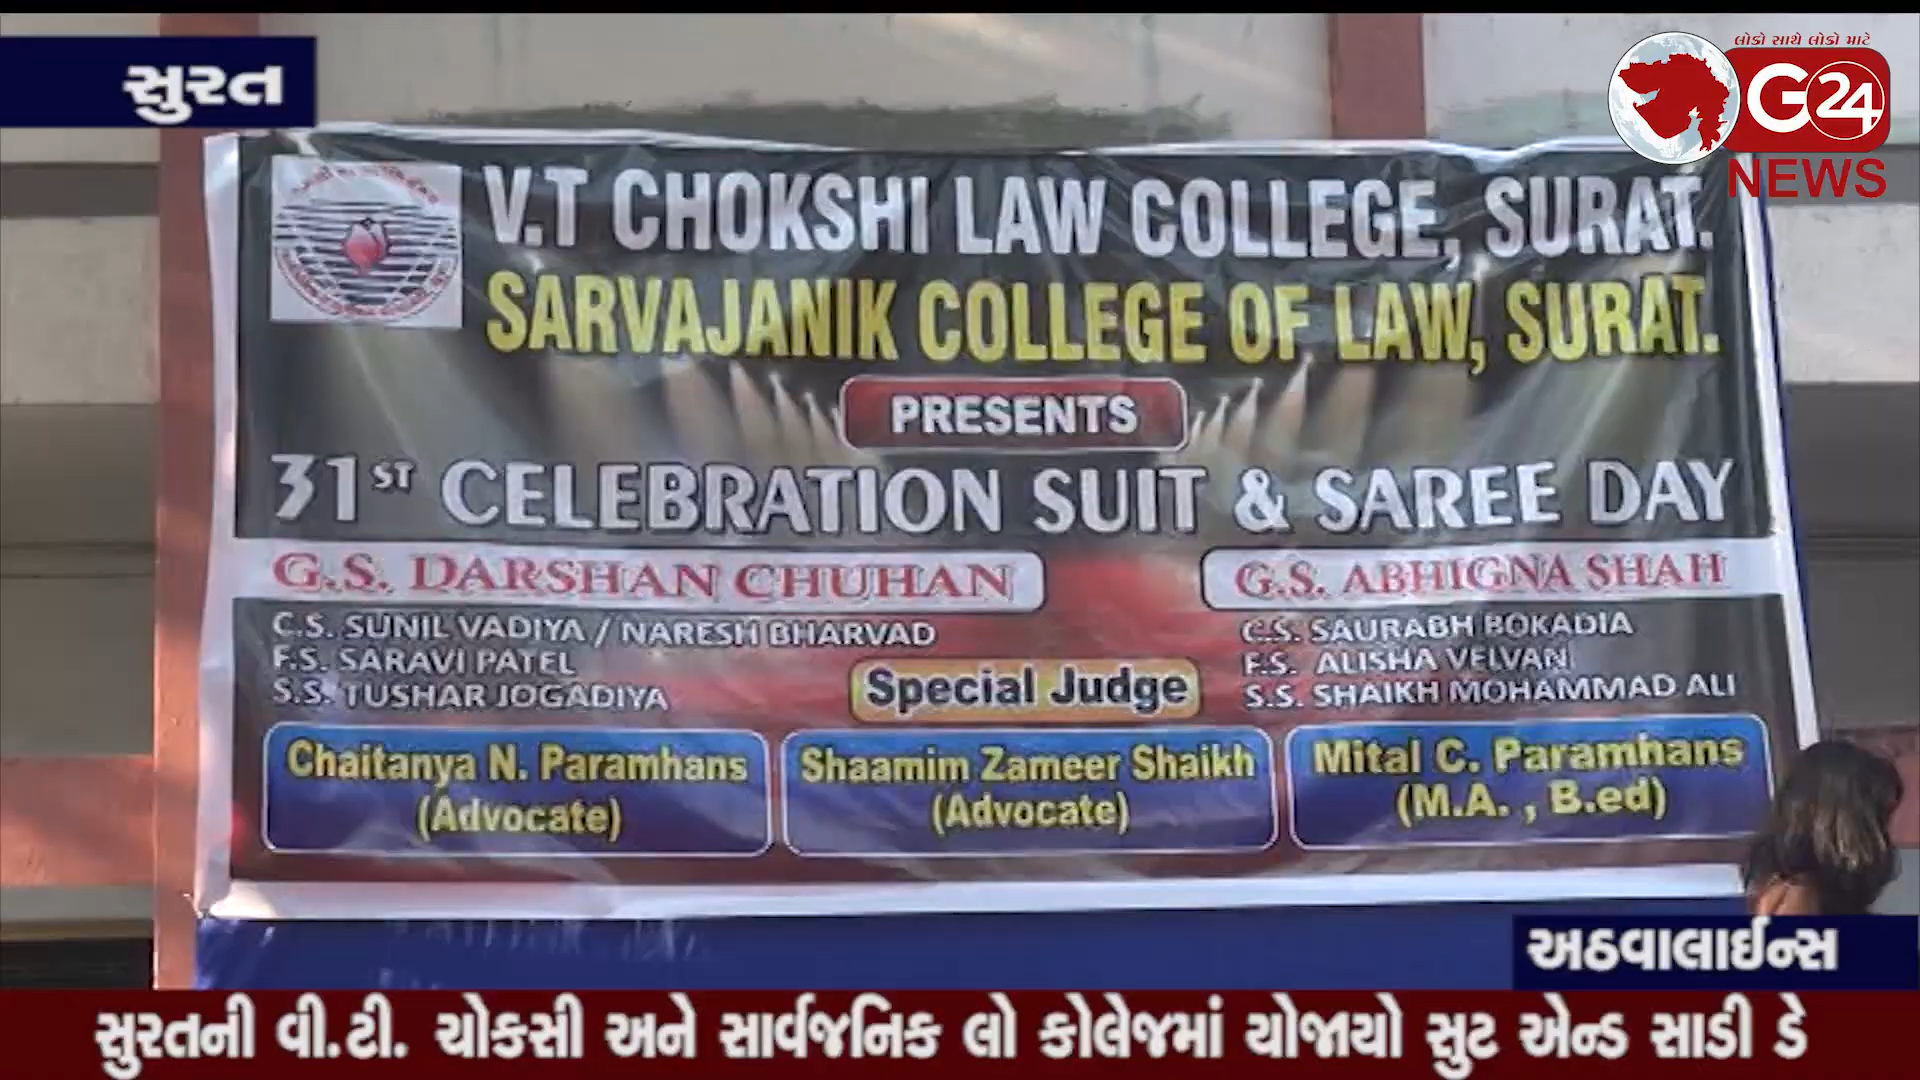 સુરત
લોકો સાથે લોકો માટે
G24
NEWS
V.T CHOKSHI LAW COLLEGE, SURAT.
SARVAJANIK COLLEGE OF LAW, SURAT.
PRESENTS
31ST CELEBRATION SUIT & SAREE DAY
G.S. DARSHAN CHUHAN
C.S. SUNIL VADIYA / NARESH BHARVAD
F.S. SARAVI PATEL
S.S. TUSHAR JOGADIYA
G.S. ABHIGNA SHAH
C.S. SAURABH BOKADIA
F.S. ALISHA VELVANI
S.S. SHAIKH MOHAMMAD ALI
Special Judge
Chaitanya N. Paramhans
(Advocate)
Shaamim Zameer Shaikh
(Advocate)
Mital C. Paramhans
(M.A. , B.ed)
અઠવાલાઈન્સ
સુરતની વી.ટી. ચોકસી અને સાર્વજનિક લો કોલેજમાં યોજાયો સુટ એન્ડ સાડી ડે